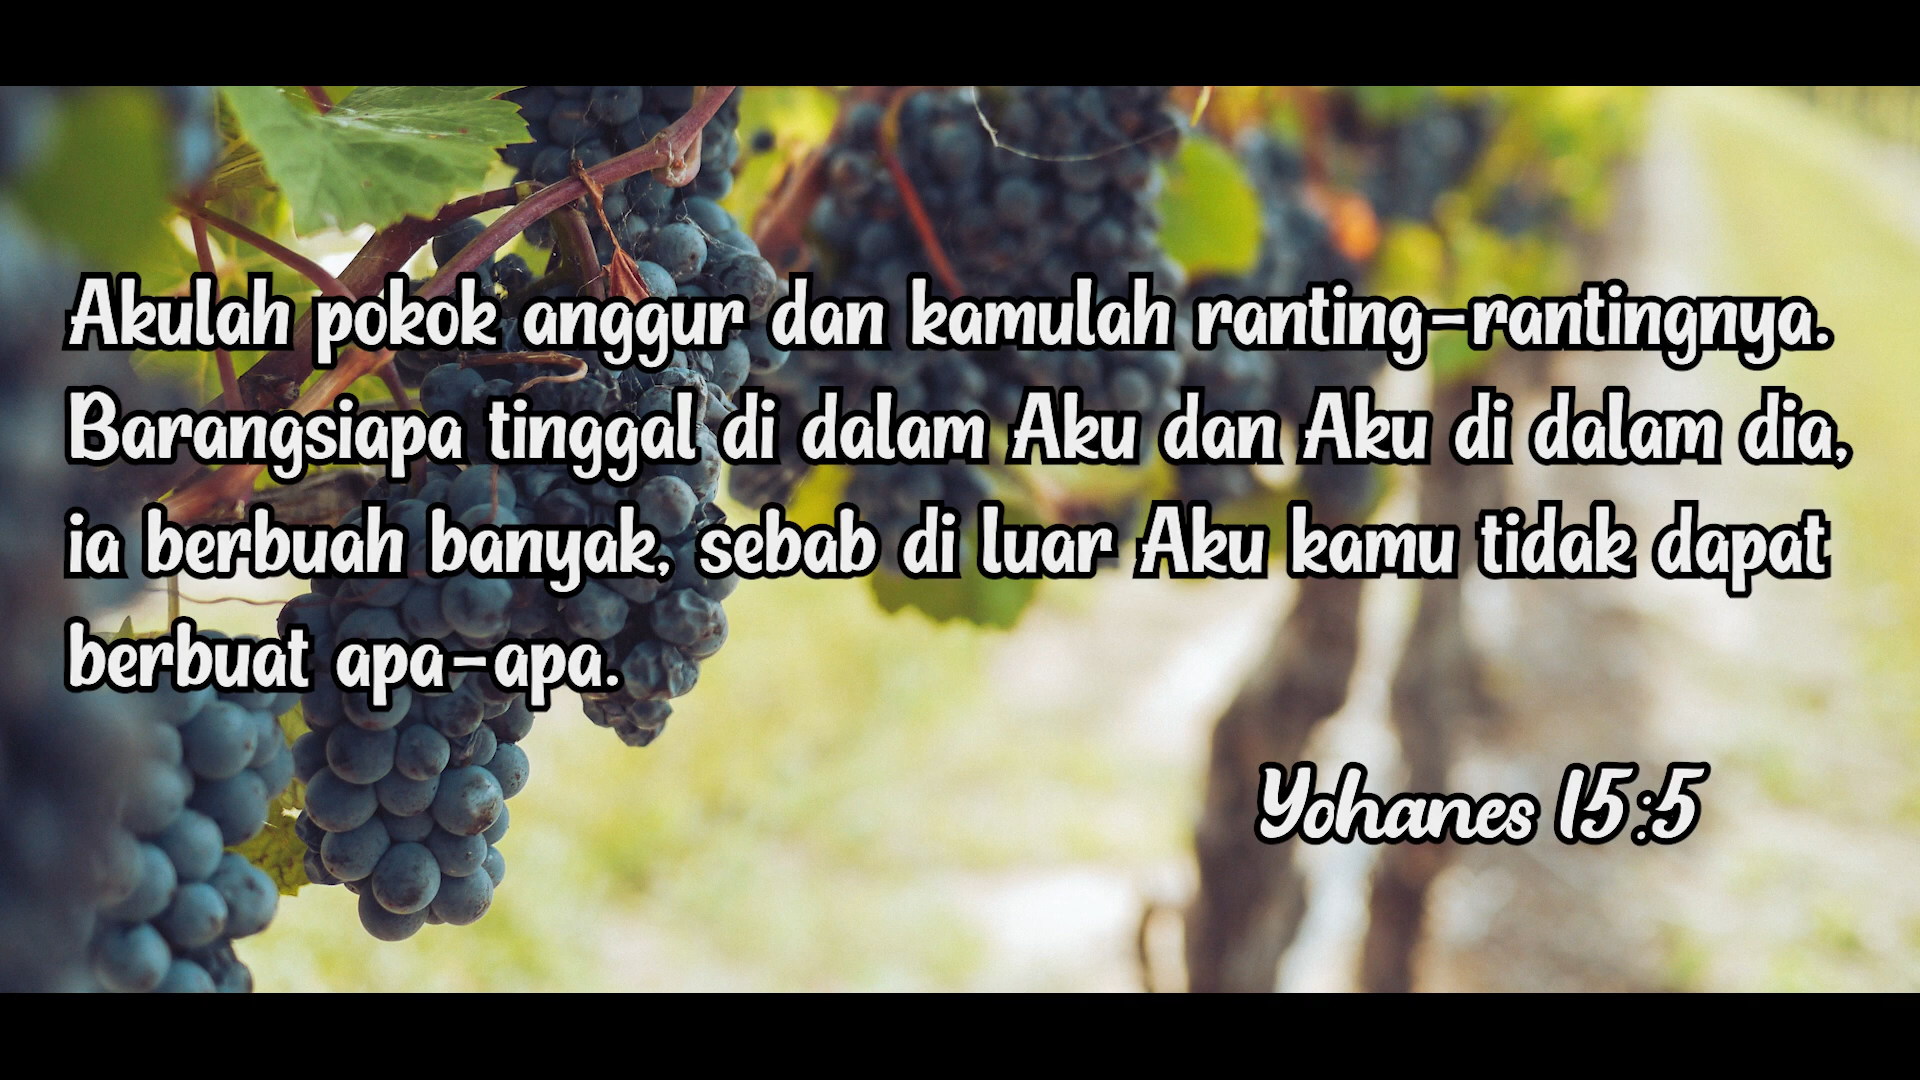 Akulah pokok anggur dan kamulah ranting-rantingnya.
Barangsiapa tinggal di dalam Aku dan Aku di dalam dia,
ia berbuah banyak, sebab di luar Aku kamu tidak dapat
berbuat apa-apa.
Yohanes 15:5